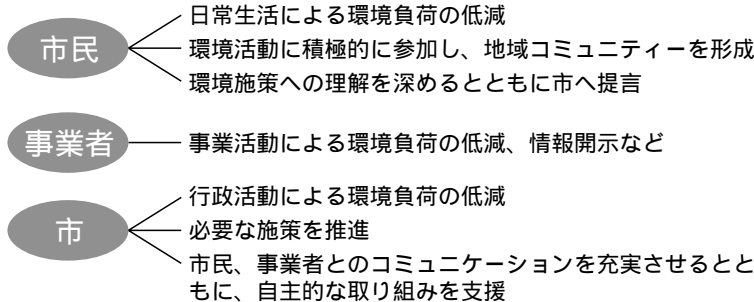 市民
日常生活による環境負荷の低減
環境活動に積極的に参加し、地域コミュニティーを形成
環境施策への理解を深めるとともに市へ提言
事業者
事業活動による環境負荷の低減、情報開示など
市
行政活動による環境負荷の低減
必要な施策を推進
市民、事業者とのコミュニケーションを充実させるとと
もに、自主的な取り組みを支援